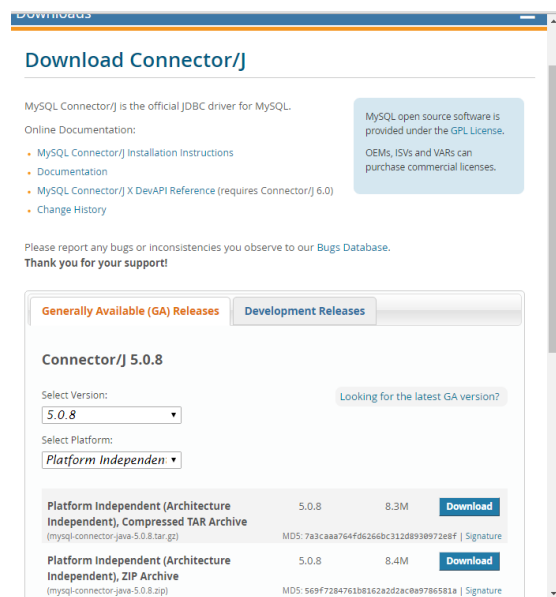 Downloads
Download Connector/J
MySQL Connector/J is the official JDBC driver for MySQL.
Online Documentation:
MySQL Connector/J Installation Instructions
Documentation
MySQL Connector/J X DevAPI Reference (requires Connector/J 6.0)
Change History
MySQL open source software is
provided under the GPL License.
OEMs, ISVs and VARs can
purchase commercial licenses.
Please report any bugs or inconsistencies you observe to our Bugs Database.
Thank you for your support!
Generally Available (GA) Releases Development Releases
Connector/J 5.0.8
Select Version:
Looking for the latest GA version?
5.0.8
Select Platform:
Platform Independen
Platform Independent (Architecture 5.0.8 8.3M Download
Independent), Compressed TAR Archive
(mysql-connector-java-5.0.8.tar.gz) MD5: 7a3caaa764fd6266bc312d8930972e8f | Signature
Platform Independent (Architecture 5.0.8 8.4M Download
Independent), ZIP Archive
(mysql-connector-java-5.0.8.zip) MD5: 569f7284761b8162a2d2ac0a9786581e | Signature